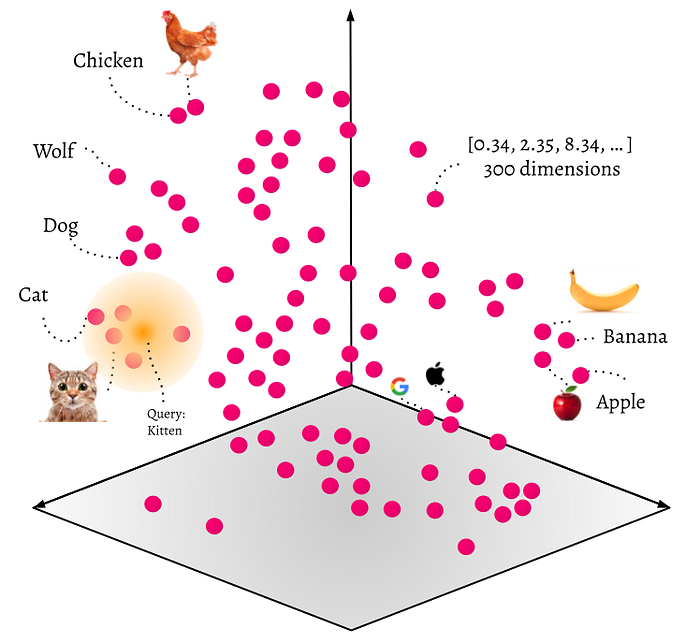 Chicken
Wolf
[0.34, 2.35, 8.34, ... ]
300 dimensions
Dog
Cat
Banana
G
Apple
Query:
Kitten